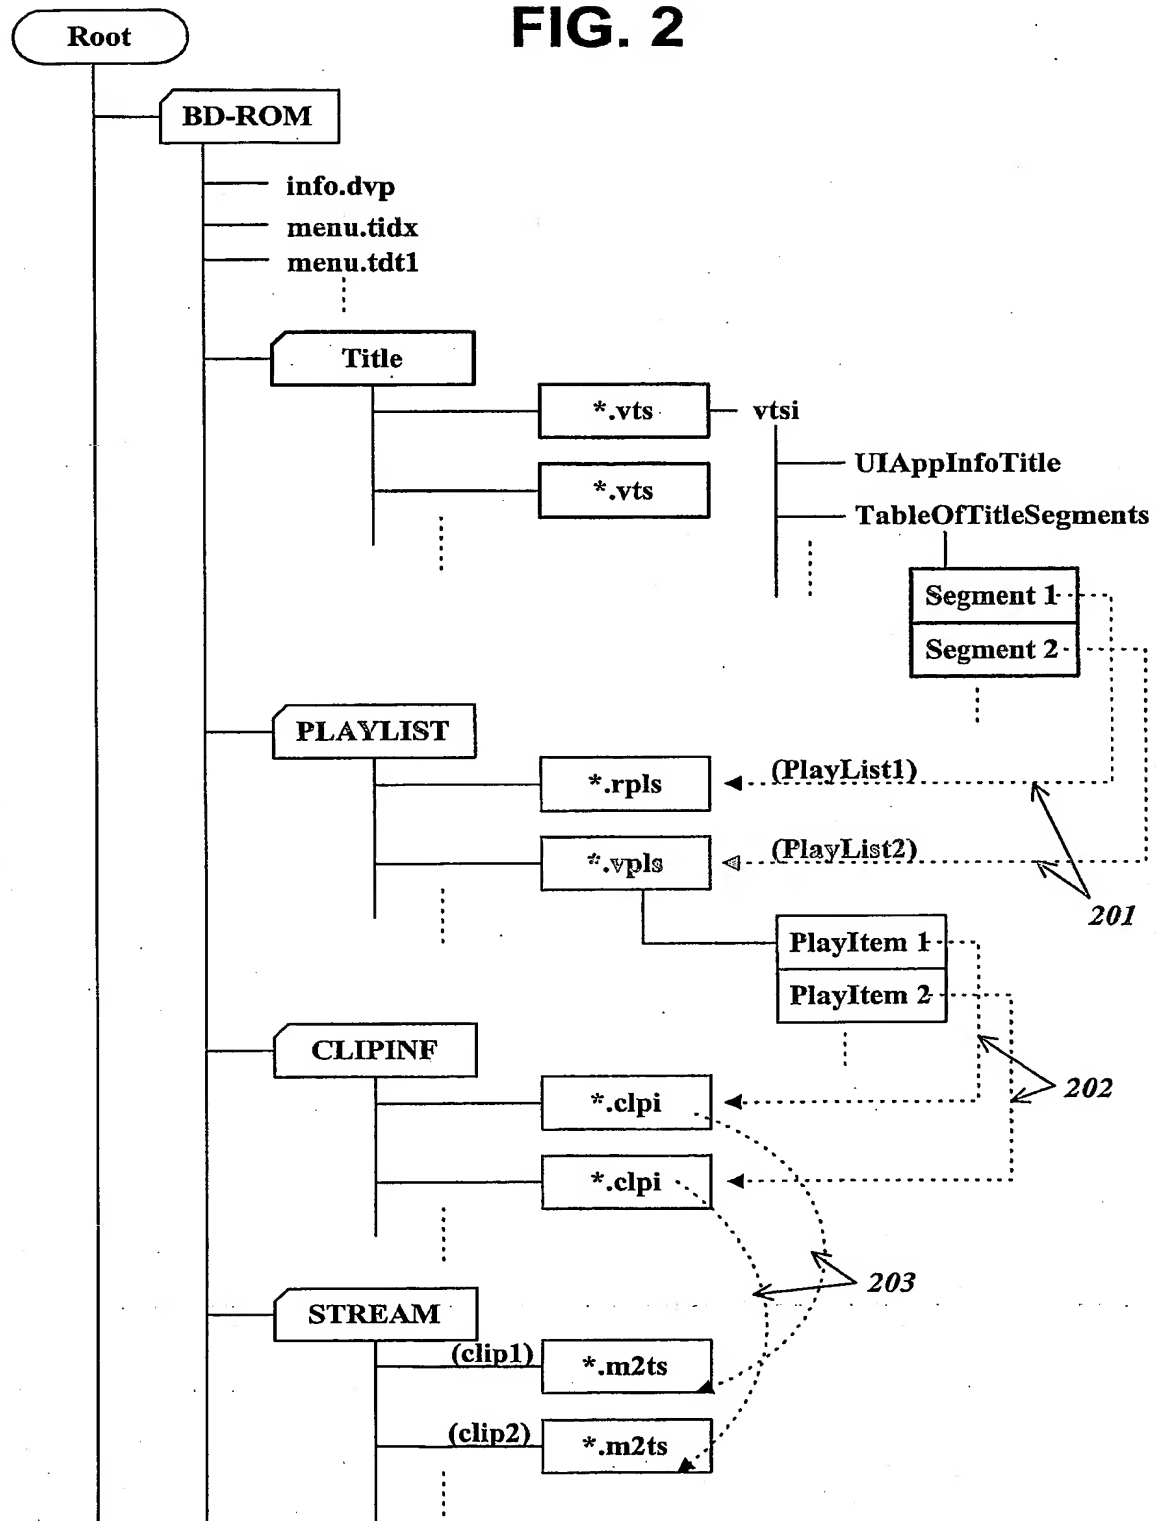 FIG. 2
Root
BD-ROM
info.dvp
menu.tidx
menu.tdt1
Title
*.vts
vtsi
UIAppInfoTitle
*.vts
TableOfTitleSegments
Segment 1
Segment 2
PLAYLIST
*.rpls
(PlayList1)
*.vpls
(PlayList2)
201
PlayItem 1
PlayItem 2
CLIPINF
*.clpi
202
*.clpi
203
STREAM
(clip1)
*.m2ts
(clip2)
*.m2ts